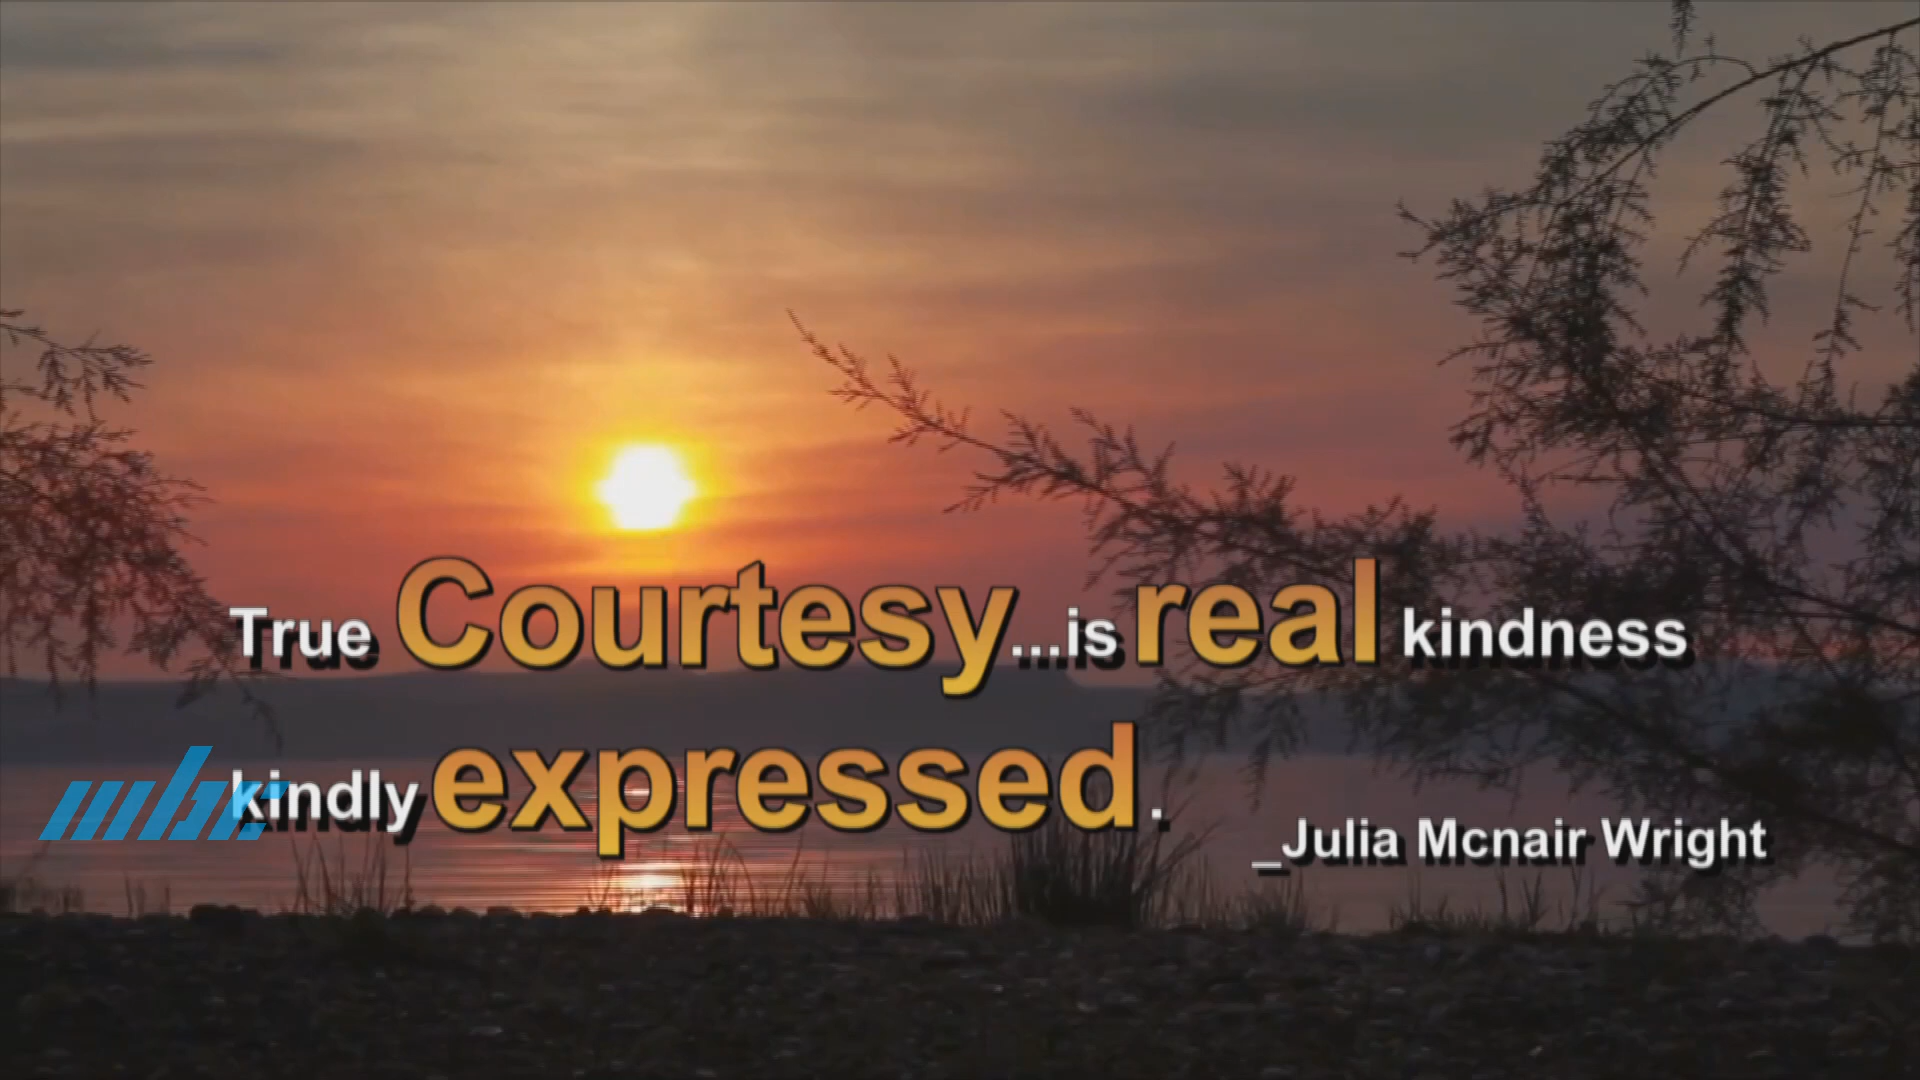 True Courtesy...is real kindness
kindly expressed.
_Julia Mcnair Wright